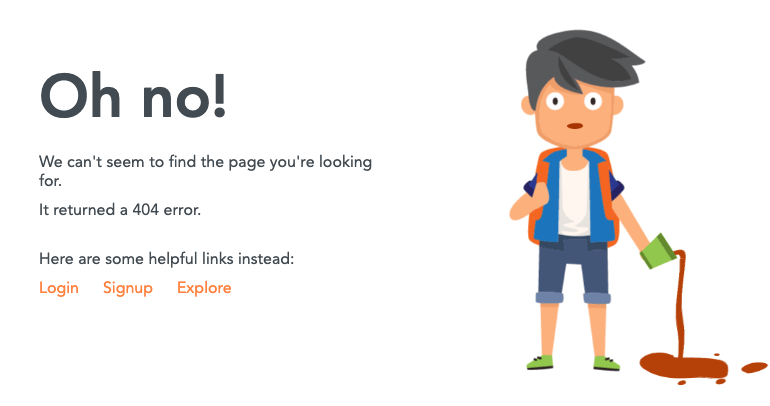 Oh no!
We can't seem to find the page you're looking
for.
It returned a 404 error.
Here are some helpful links instead:
Login Signup Explore